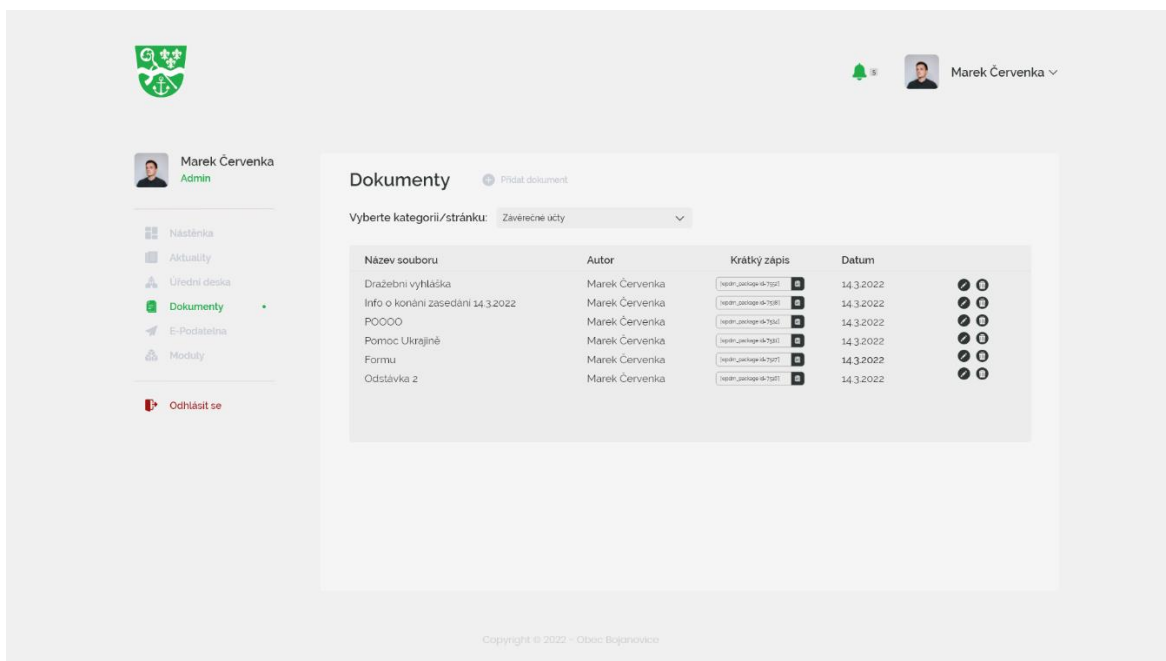 5
Marek Červenka
Marek Červenka
Admin
Nástěnka
Aktuality
Úřední deska
Dokumenty
E-Podatelna
Moduly
Odhlásit se
Dokumenty
Přidat dokument
Vyberte kategorii/stránku: Závěrečné účty
Název souboru Autor Krátký zápis Datum
Dražební vyhláška Marek Červenka 14.3.2022
Info o konání zasedání 14.3.2022 Marek Červenka 14.3.2022
POOOO Marek Červenka 14.3.2022
Pomoc Ukrajině Marek Červenka 14.3.2022
Formu Marek Červenka 14.3.2022
Odstávka 2 Marek Červenka 14.3.2022
Copyright © 2022 - Obec Bojanovice